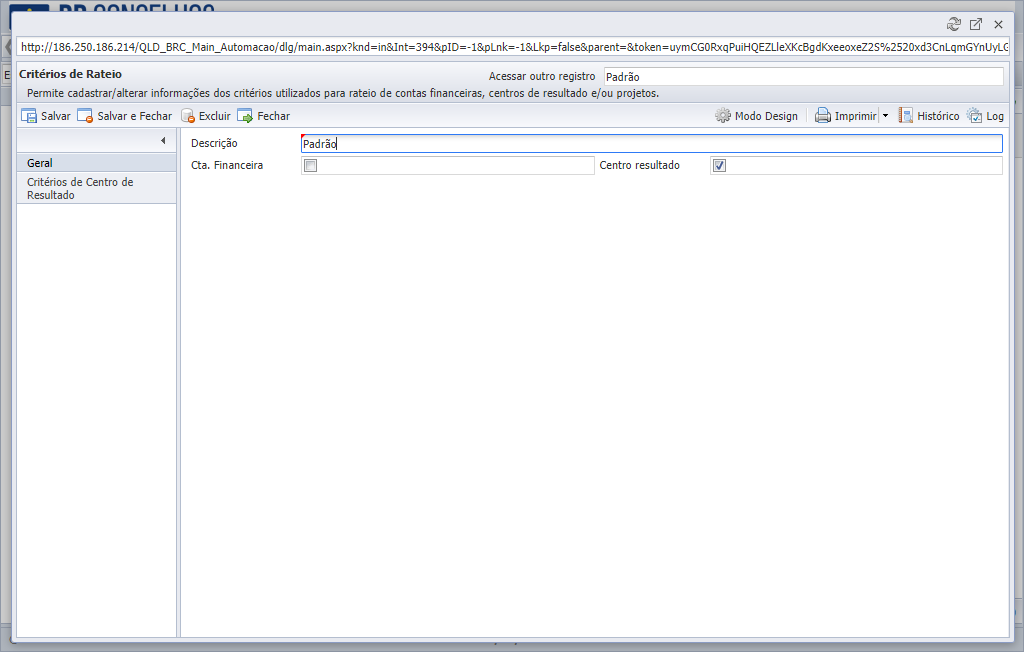 http://186.250.186.214/QLD_BRC_Main_Automacao/dlg/main.aspx?knd=in&Int=394&pID=-1&pLnk=-1&Lkp=false&parent=&token=uymCG0RxqPuiHQEZLleXKcBgdKxeeoxeZ2S%2520xd3CnLqmGYnUyLG
Critérios de Rateio
Acessar outro registro Padrão
Permite cadastrar/alterar informações dos critérios utilizados para rateio de contas financeiras, centros de resultado e/ou projetos.
Salvar Salvar e Fechar Excluir Fechar Modo Design Imprimir Histórico Log
Geral
Critérios de Centro de
Resultado
Descrição Padrão
Cta. Financeira Centro resultado